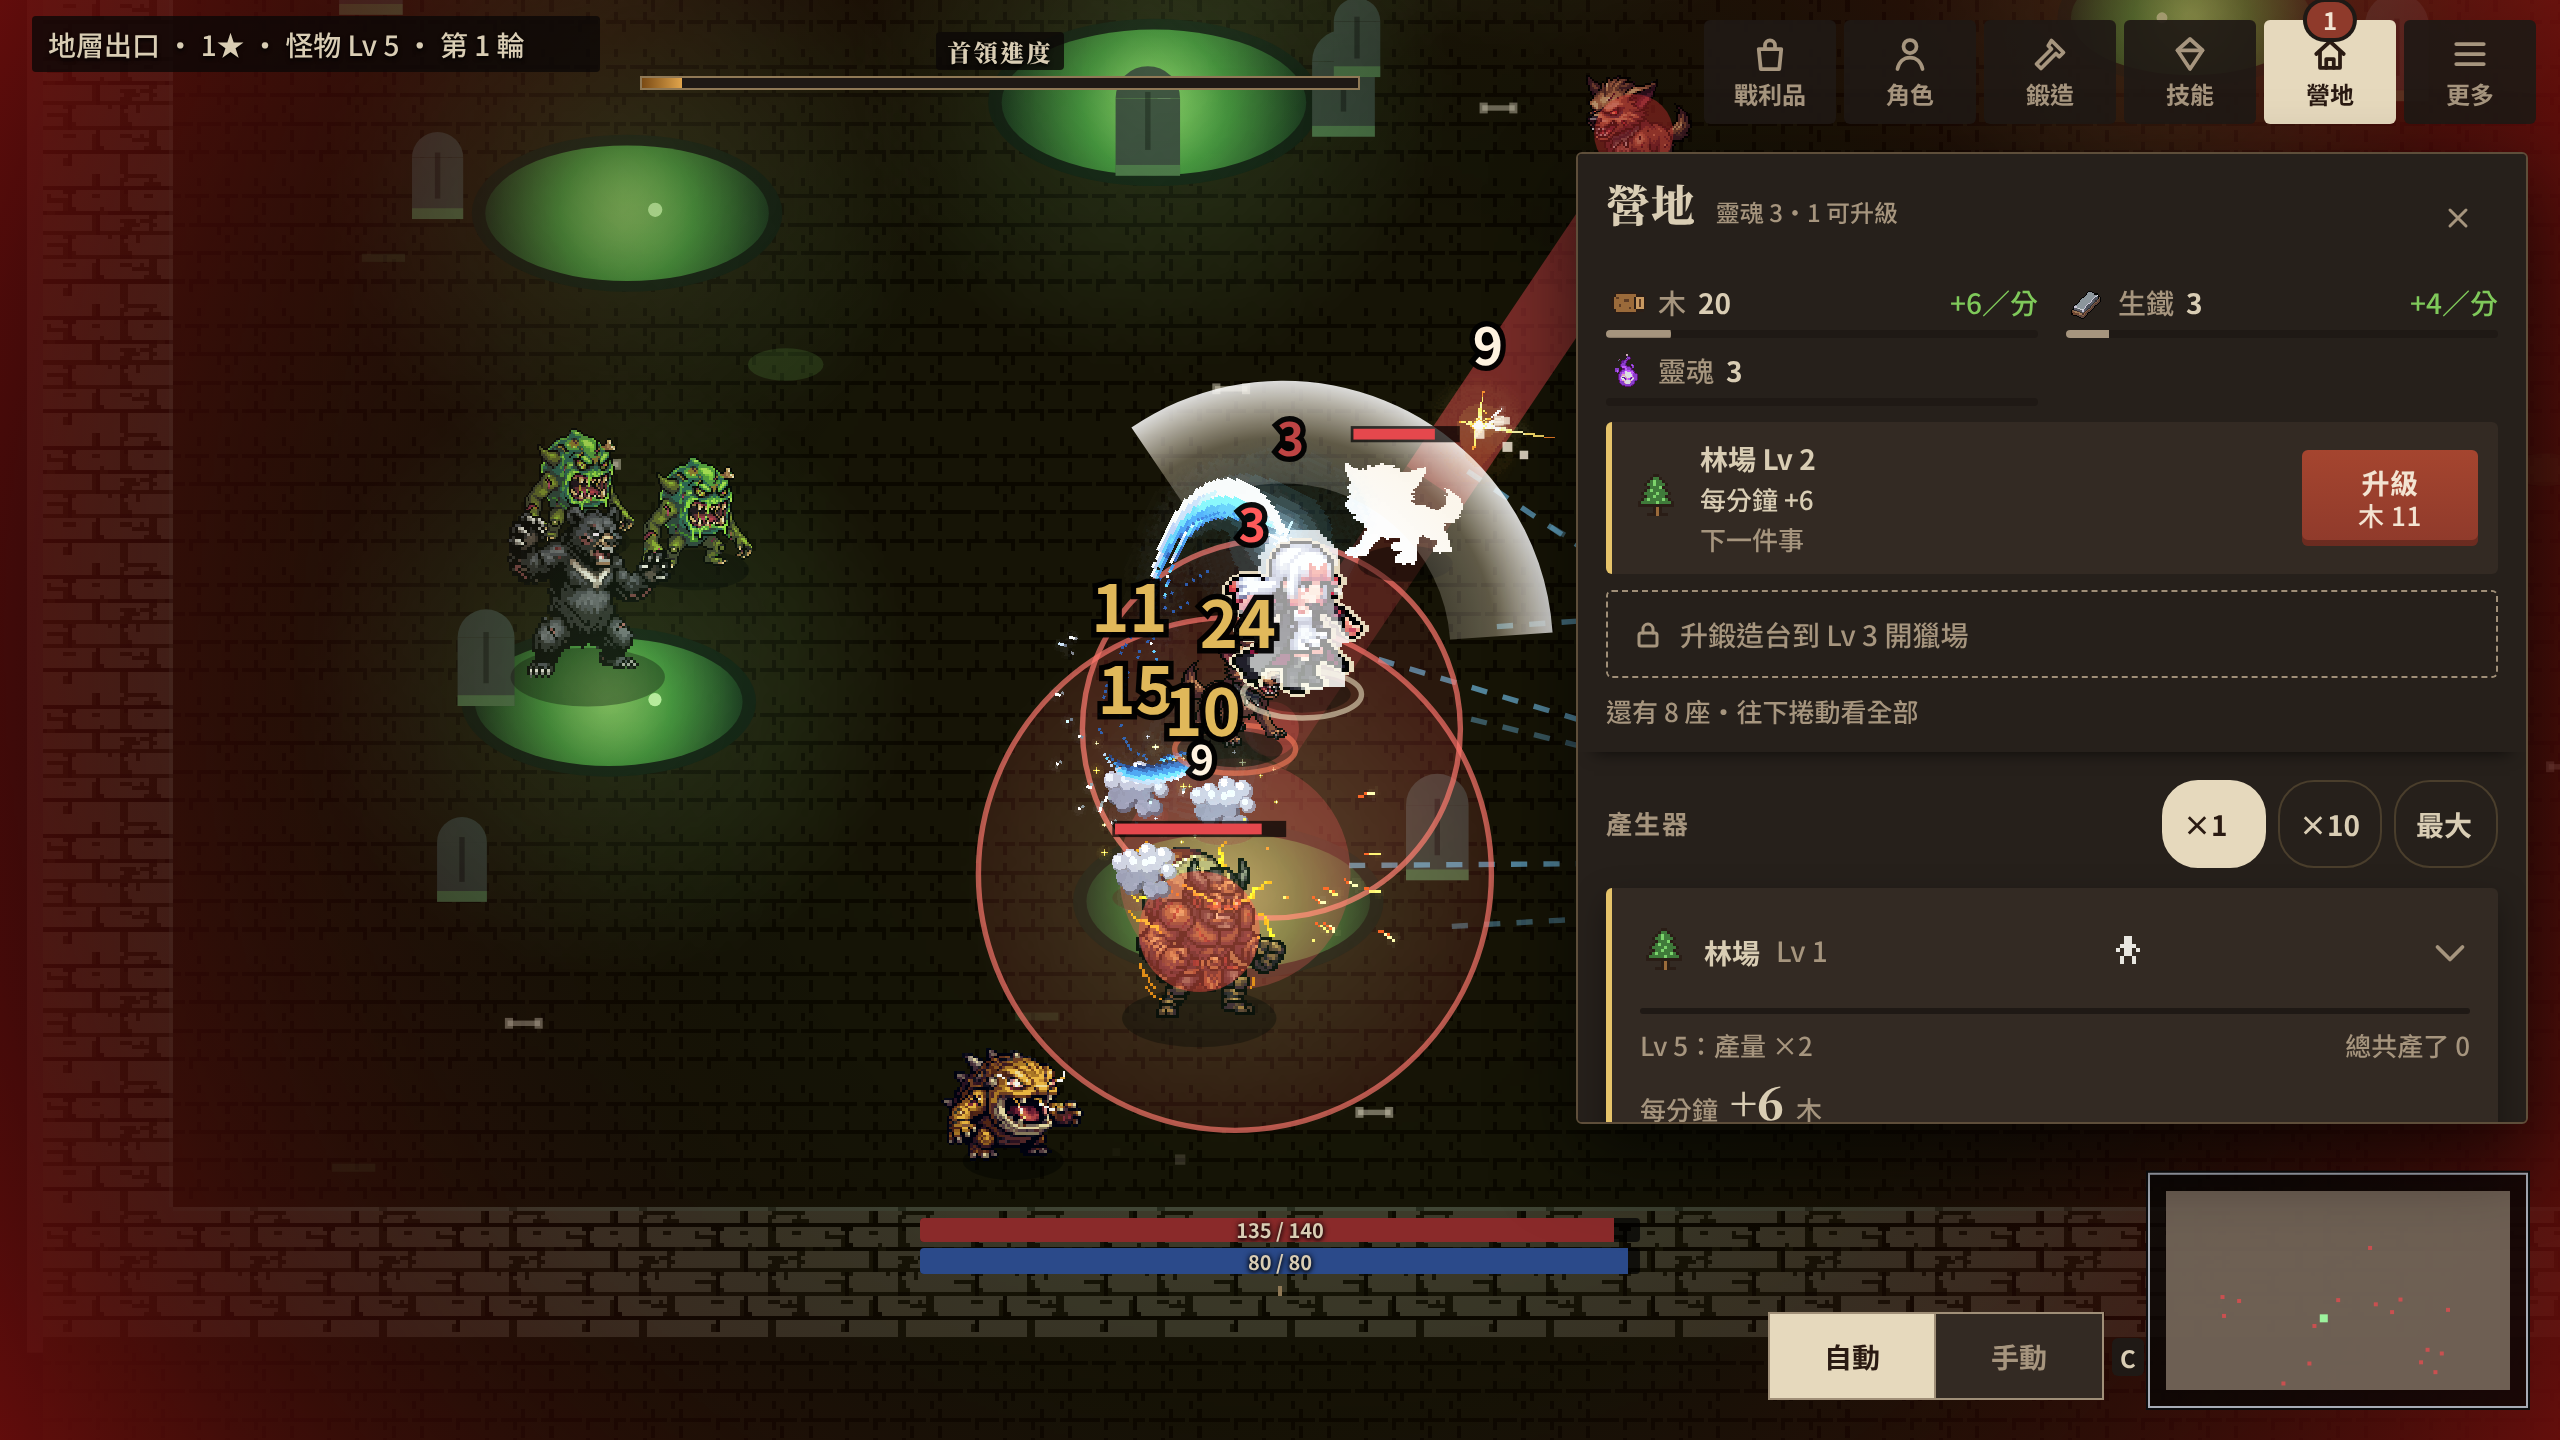 地層出口 · 1★ · 怪物 Lv 5 · 第 1 輪
首領進度
戰利品
角色
鍛造
技能
1
營地
更多
營地 靈魂 3 · 1 可升級
木 20 +6／分
生鐵 3 +4／分
靈魂 3
林場 Lv 2
每分鐘 +6
下一件事
升級
木 11
升鍛造台到 Lv 3 開獵場
還有 8 座 · 往下捲動看全部
產生器
×1
×10
最大
林場 Lv 1
Lv 5：產量 ×2
總共產了 0
每分鐘 +6 木
9
3
3
11
24
15
10
9
135 / 140
80 / 80
自動
手動
C